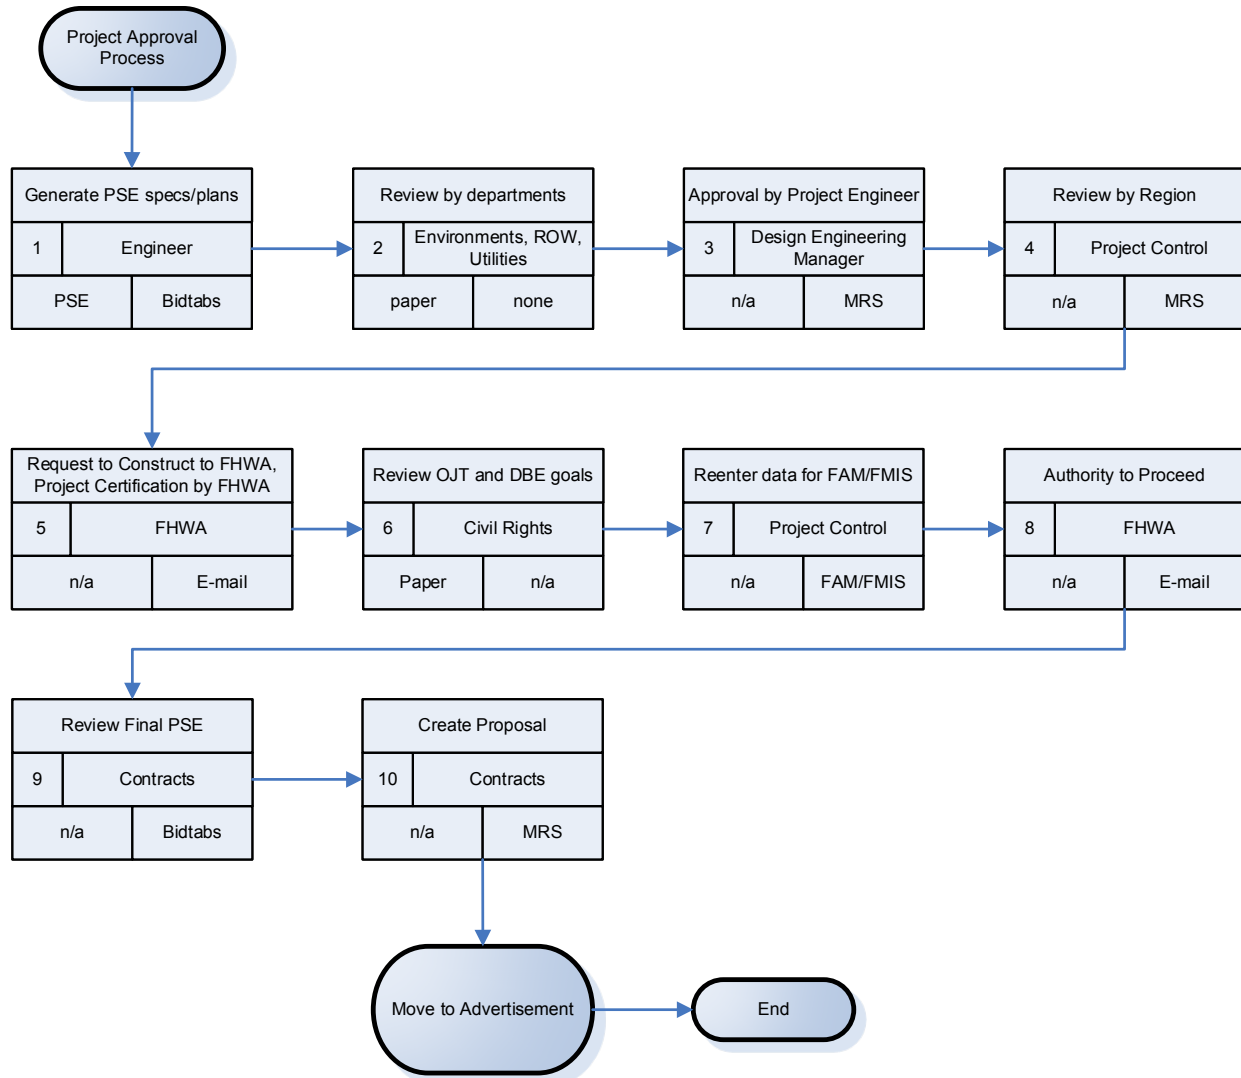 Project Approval
Process
Generate PSE specs/plans
1
Engineer
PSE
Bidtabs
Review by departments
2
Environments, ROW,
Utilities
paper
none
Approval by Project Engineer
3
Design Engineering
Manager
n/a
MRS
Review by Region
4
Project Control
n/a
MRS
Request to Construct to FHWA,
Project Certification by FHWA
5
FHWA
n/a
E-mail
Review OJT and DBE goals
6
Civil Rights
Paper
n/a
Reenter data for FAM/FMIS
7
Project Control
n/a
FAM/FMIS
Authority to Proceed
8
FHWA
n/a
E-mail
Review Final PSE
9
Contracts
n/a
Bidtabs
Create Proposal
10
Contracts
n/a
MRS
Move to Advertisement
End